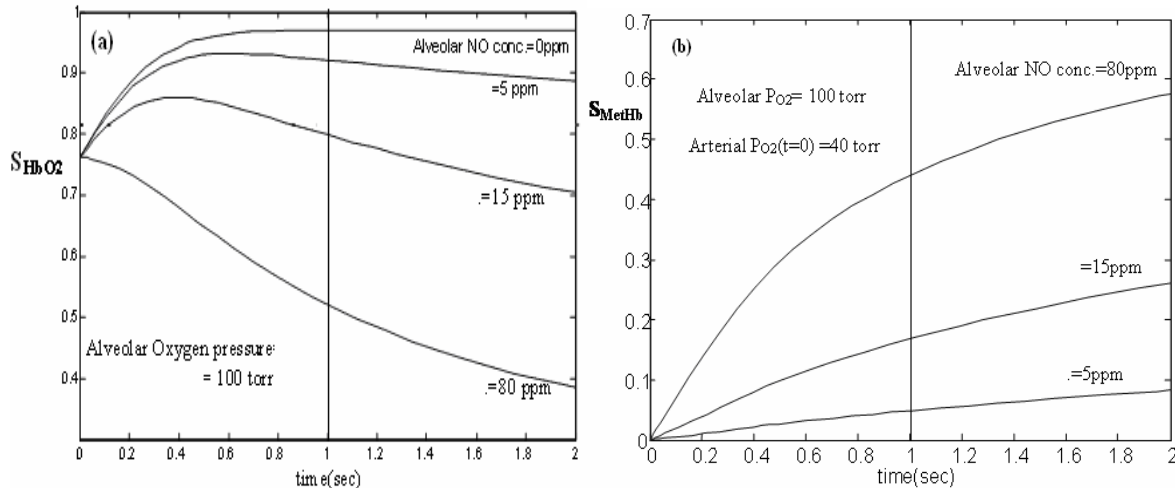 (a)
Alveolar NO conc.=0ppm
=5 ppm
.=15 ppm
.=80 ppm
Alveolar Oxygen pressure:
= 100 torr
S HbO2
1
0.9
0.8
0.7
0.6
0.5
0.4
0 0.2 0.4 0.6 0.8 1 1.2 1.4 1.6 1.8 2
time(sec)
(b)
Alveolar NO conc.=80ppm
Alveolar PO2= 100 torr
Arterial PO2(t=0) =40 torr
=15ppm
.=5ppm
SMetHb
0.7
0.6
0.5
0.4
0.3
0.2
0.1
0
0 0.2 0.4 0.6 0.8 1 1.2 1.4 1.6 1.8 2
time(sec)